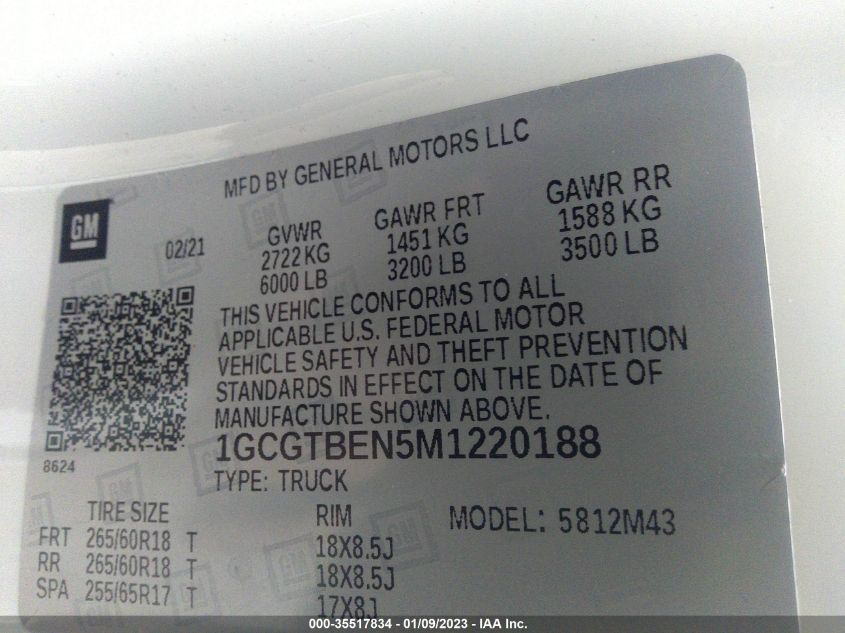 MFD BY GENERAL MOTORS LLC
GM
02/21
GVWR GAWR FRT GAWR RR
2722 KG 1451 KG 1588 KG
6000 LB 3200 LB 3500 LB
THIS VEHICLE CONFORMS TO ALL
APPLICABLE U.S. FEDERAL MOTOR
VEHICLE SAFETY AND THEFT PREVENTION
STANDARDS IN EFFECT ON THE DATE OF
MANUFACTURE SHOWN ABOVE.
1GCGTBEN5M1220188
8624
TYPE: TRUCK
TIRE SIZE RIM MODEL: 5812M43
FRT 265/60R18 T 18X8.5J
RR 265/60R18 T 18X8.5J
SPA 255/65R17 T 17X8J
000-35517834 - 01/09/2023 - IAA Inc.